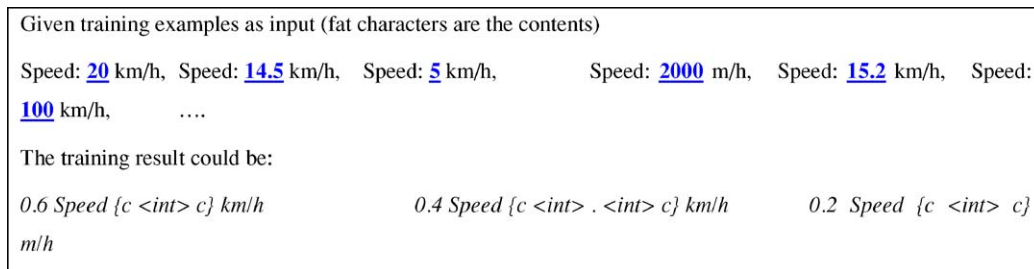 Given training examples as input (fat characters are the contents)
Speed: 20 km/h, Speed: 14.5 km/h, Speed: 5 km/h, Speed: 2000 m/h, Speed: 15.2 km/h, Speed:
100 km/h, ....
The training result could be:
0.6 Speed {c <int> c} km/h 0.4 Speed {c <int> . <int> c} km/h 0.2 Speed {c <int> c}
m/h